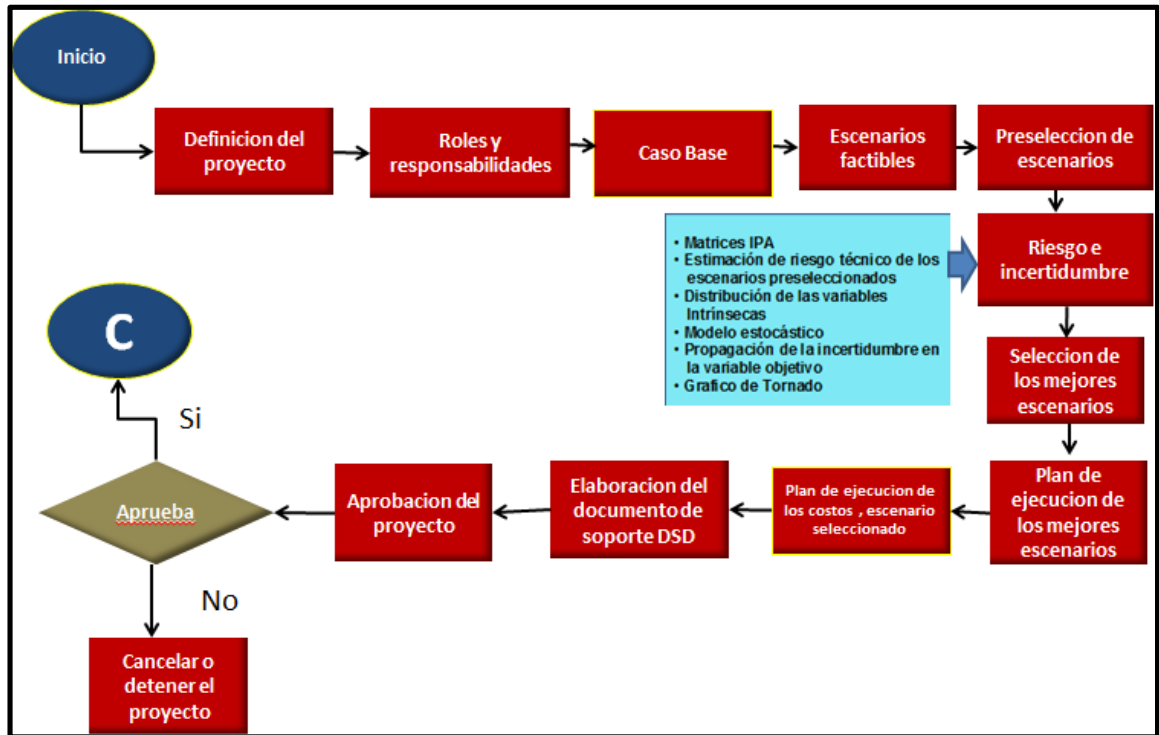 Inicio
Definicion del
proyecto
Roles y
responsabilidades
Caso Base
Escenarios
factibles
Preseleccion de
escenarios
• Matrices IPA
• Estimación de riesgo técnico de los
escenarios preseleccionados
• Distribución de las variables
Intrínsecas
• Modelo estocástico
• Propagación de la incertidumbre en
la variable objetivo
• Grafico de Tornado
Riesgo e
incertidumbre
Seleccion de
los mejores
escenarios
Plan de
ejecucion de
los mejores
escenarios
Plan de ejecucion de
los costos , escenario
seleccionado
Elaboracion del
documento de
soporte DSD
Aprobacion del
proyecto
Aprueba
Si
C
No
Cancelar o
detener el
proyecto